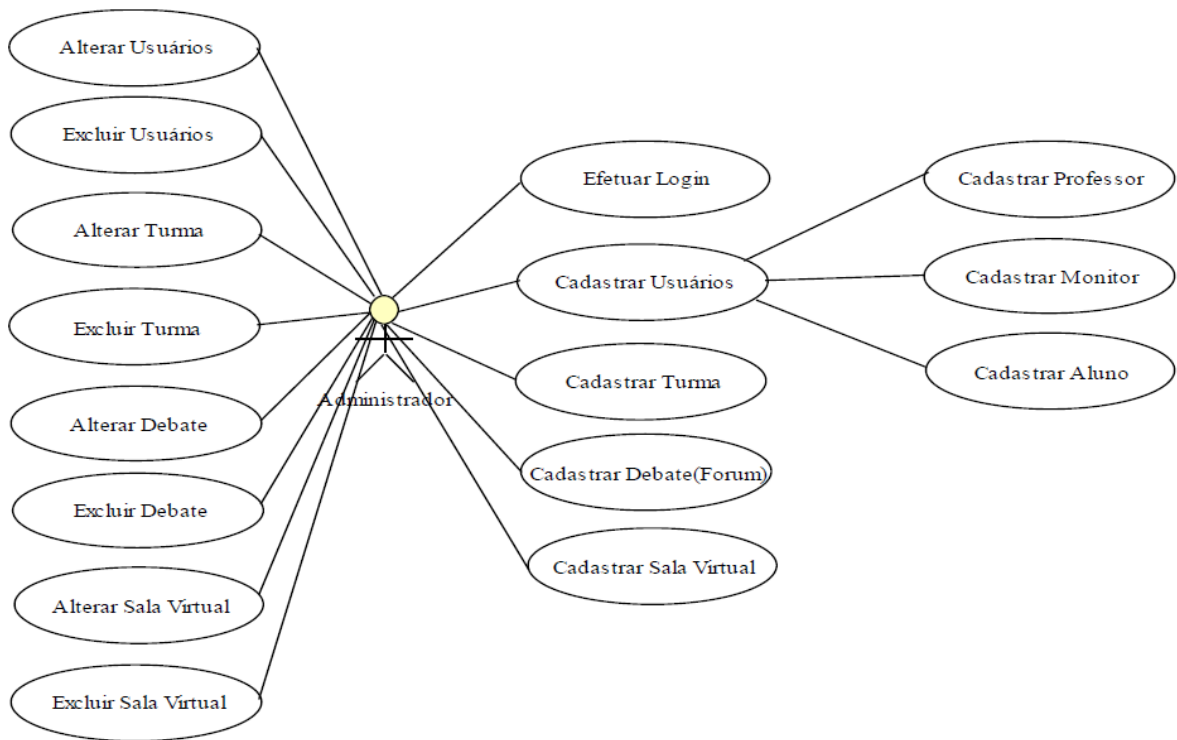 Alterar Usuários
Excluir Usuários
Alterar Turma
Excluir Turma
Alterar Debate
Excluir Debate
Alterar Sala Virtual
Excluir Sala Virtual
Administrador
Efetuar Login
Cadastrar Usuários
Cadastrar Turma
Cadastrar Debate(Forum)
Cadastrar Sala Virtual
Cadastrar Professor
Cadastrar Monitor
Cadastrar Aluno